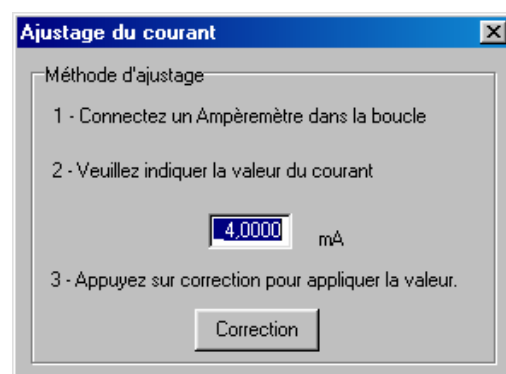 Ajustage du courant
Méthode d'ajustage
1 - Connectez un Ampèremètre dans la boucle
2 - Veuillez indiquer la valeur du courant
_4,0000 mA
3 - Appuyez sur correction pour appliquer la valeur.
Correction